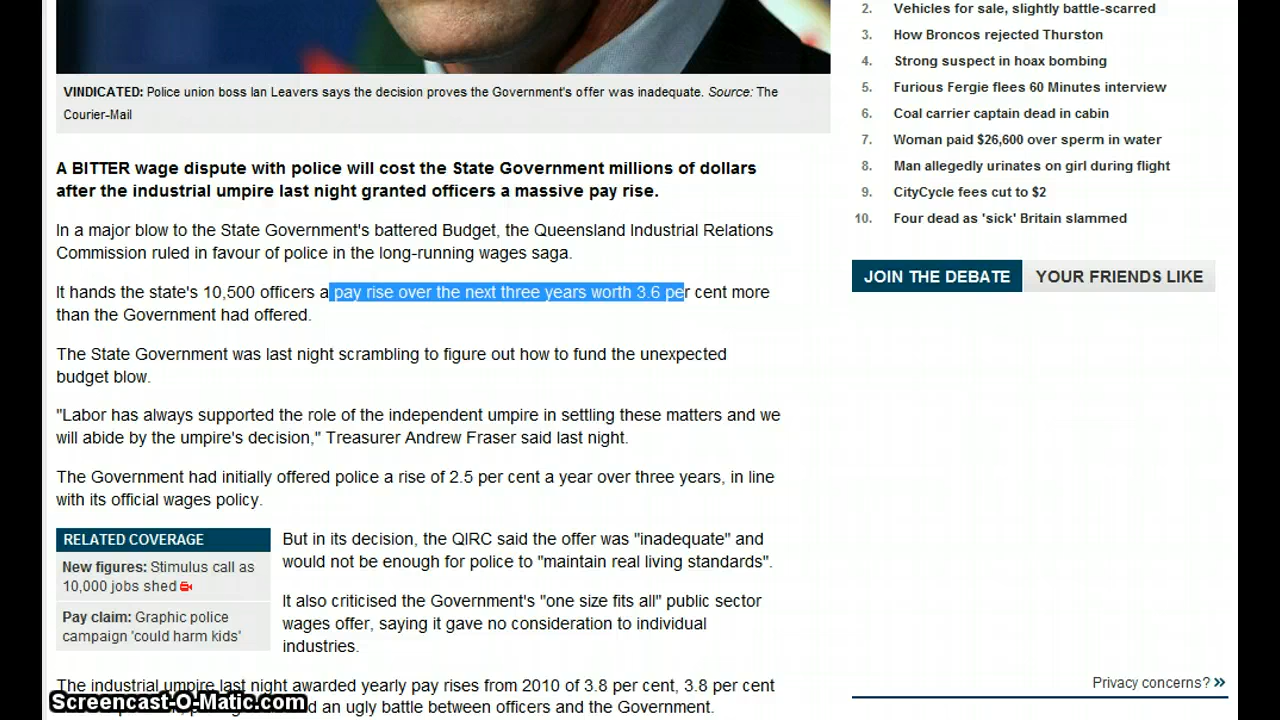 VINDICATED: Police union boss Ian Leavers says the decision proves the Government's offer was inadequate. Source: The
Courier-Mail
A BITTER wage dispute with police will cost the State Government millions of dollars
after the industrial umpire last night granted officers a massive pay rise.
In a major blow to the State Government's battered Budget, the Queensland Industrial Relations
Commission ruled in favour of police in the long-running wages saga.
It hands the state's 10,500 officers a pay rise over the next three years worth 3.6 per cent more
than the Government had offered.
The State Government was last night scrambling to figure out how to fund the unexpected
budget blow.
"Labor has always supported the role of the independent umpire in settling these matters and we
will abide by the umpire's decision," Treasurer Andrew Fraser said last night.
The Government had initially offered police a rise of 2.5 per cent a year over three years, in line
with its official wages policy.
RELATED COVERAGE
New figures: Stimulus call as
10,000 jobs shed
Pay claim: Graphic police
campaign 'could harm kids'
But in its decision, the QIRC said the offer was "inadequate" and
would not be enough for police to "maintain real living standards".
It also criticised the Government's "one size fits all" public sector
wages offer, saying it gave no consideration to individual
industries.
The industrial umpire last night awarded yearly pay rises from 2010 of 3.8 per cent, 3.8 per cent
an ugly battle between officers and the Government.
Screencast-O-Matic.com
2. Vehicles for sale, slightly battle-scarred
3. How Broncos rejected Thurston
4. Strong suspect in hoax bombing
5. Furious Fergie flees 60 Minutes interview
6. Coal carrier captain dead in cabin
7. Woman paid $26,600 over sperm in water
8. Man allegedly urinates on girl during flight
9. CityCycle fees cut to $2
10. Four dead as 'sick' Britain slammed
JOIN THE DEBATE YOUR FRIENDS LIKE
Privacy concerns? »